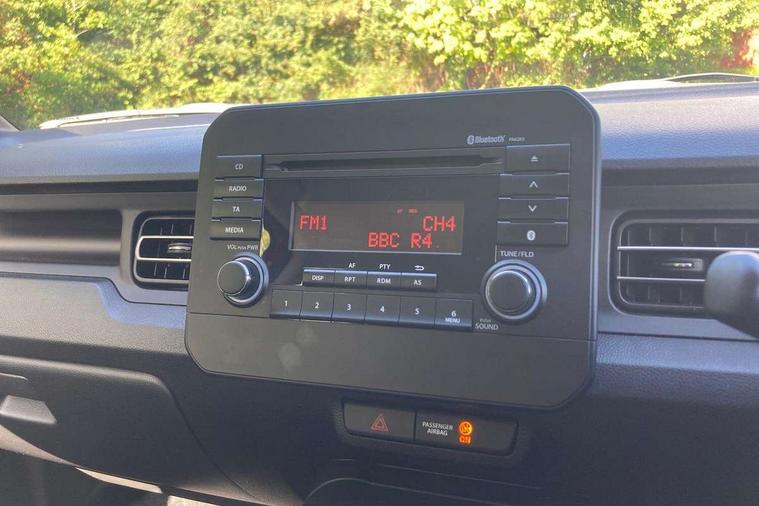 Bluetooth
CD
RADIO
TA
MEDIA
VOL PUSH PWR
FM1 CH4
BBC R4
AF PTY
DISP RPT RDM AS
1 2 3 4 5 6
MENU
TUNE/FLD
PUSH
SOUND
PASSENGER
AIRBAG
ON